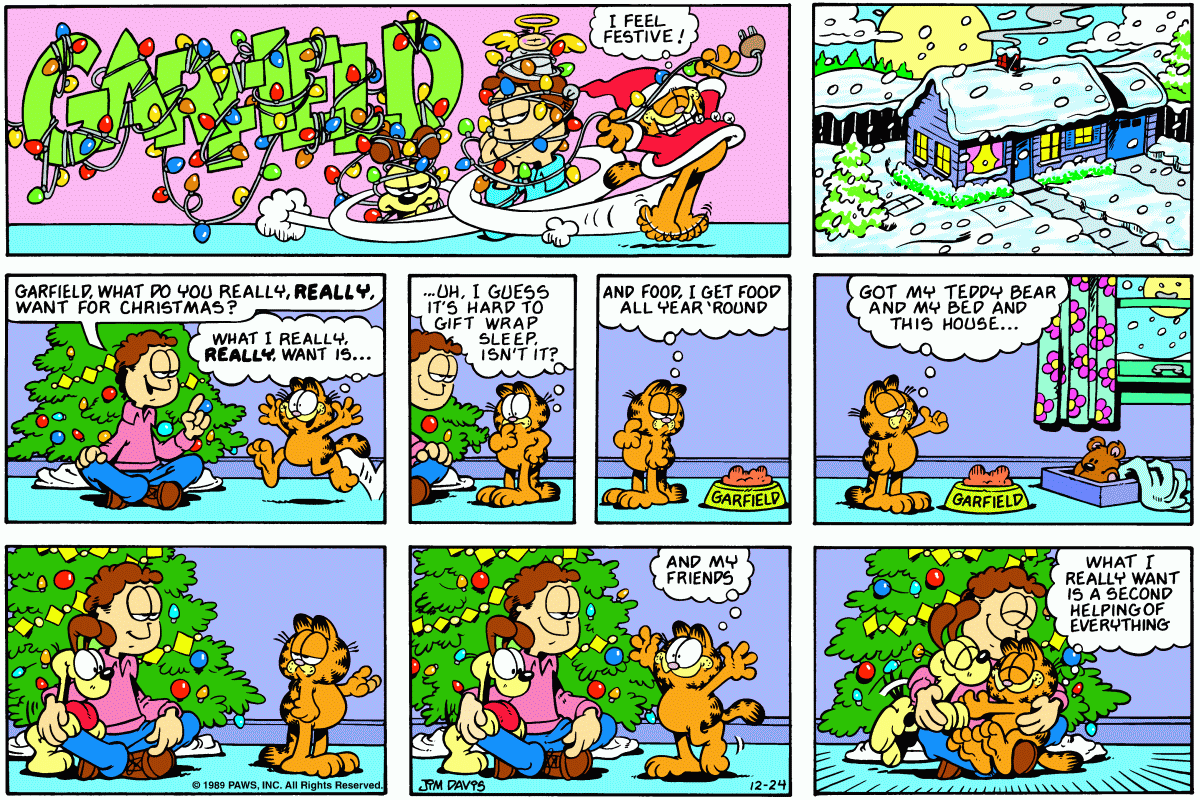 GARFIELD
I FEEL
FESTIVE!
GARFIELD, WHAT DO YOU REALLY, REALLY,
WANT FOR CHRISTMAS?
WHAT I REALLY,
REALLY, WANT IS...
...UH, I GUESS
IT'S HARD TO
GIFT WRAP
SLEEP,
ISN'T IT?
AND FOOD, I GET FOOD
ALL YEAR 'ROUND
GARFIELD
GOT MY TEDDY BEAR
AND MY BED AND
THIS HOUSE...
GARFIELD
© 1989 PAWS, INC. All Rights Reserved.
AND MY
FRIENDS
JIM DAVIS
12-24
WHAT I
REALLY WANT
IS A SECOND
HELPING OF
EVERYTHING